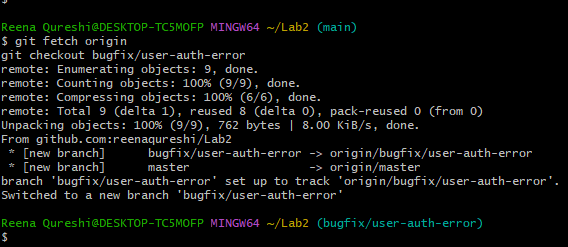 $
Reena Qureshi@DESKTOP-TC5MOFP MINGW64 ~/Lab2 (main)
$ git fetch origin
git checkout bugfix/user-auth-error
remote: Enumerating objects: 9, done.
remote: Counting objects: 100% (9/9), done.
remote: Compressing objects: 100% (6/6), done.
remote: Total 9 (delta 1), reused 8 (delta 0), pack-reused 0 (from 0)
Unpacking objects: 100% (9/9), 762 bytes | 8.00 KiB/s, done.
From github.com:reenaqureshi/Lab2
 * [new branch]      bugfix/user-auth-error -> origin/bugfix/user-auth-error
 * [new branch]      master                 -> origin/master
branch 'bugfix/user-auth-error' set up to track 'origin/bugfix/user-auth-error'.
Switched to a new branch 'bugfix/user-auth-error'
Reena Qureshi@DESKTOP-TC5MOFP MINGW64 ~/Lab2 (bugfix/user-auth-error)
$